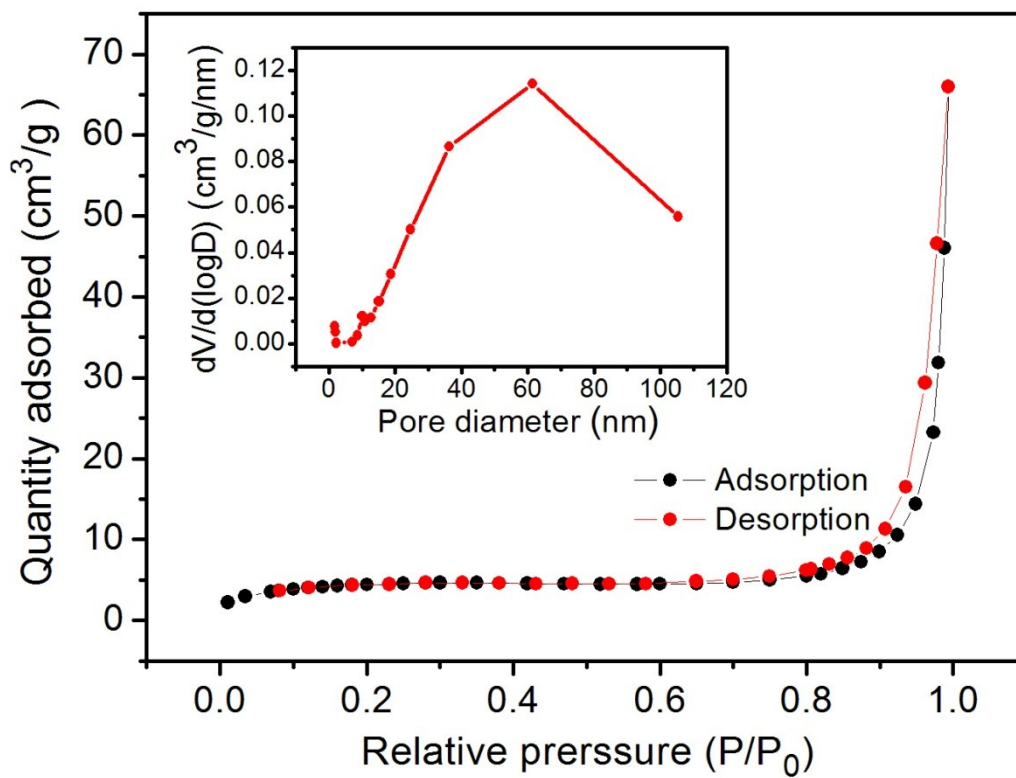 70
60
50
40
30
20
10
0
Quantity adsorbed (cm³/g )
0.0 0.2 0.4 0.6 0.8 1.0
Relative prerssure (P/P₀)
Adsorption
Desorption
0.12
0.10
0.08
0.06
0.04
0.02
0.00
dV/d(logD) (cm³/g/nm)
0 20 40 60 80 100 120
Pore diameter (nm)